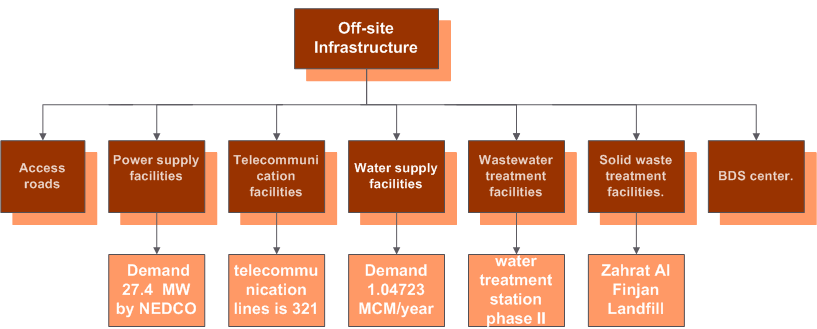 Off-site
Infrastructure
Access
roads
Power supply
facilities
Telecommuni
cation
facilities
Water supply
facilities
Wastewater
treatment
facilities
Solid waste
treatment
facilities.
BDS center.
Demand
27.4 MW
by NEDCO
telecommu
nication
lines is 321
Demand
1.04723
MCM/year
water
treatment
station
phase II
Zahrat Al
Finjan
Landfill